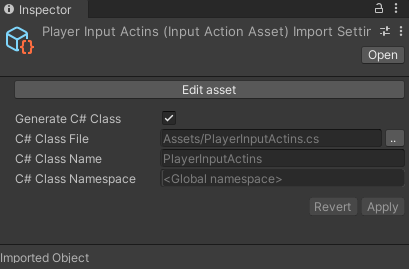 Inspector
Player Input Actins (Input Action Asset) Import Settin
Open
Edit asset
Generate C# Class
C# Class File Assets/PlayerInputActins.cs ..
C# Class Name PlayerInputActins
C# Class Namespace <Global namespace>
Revert Apply
Imported Object